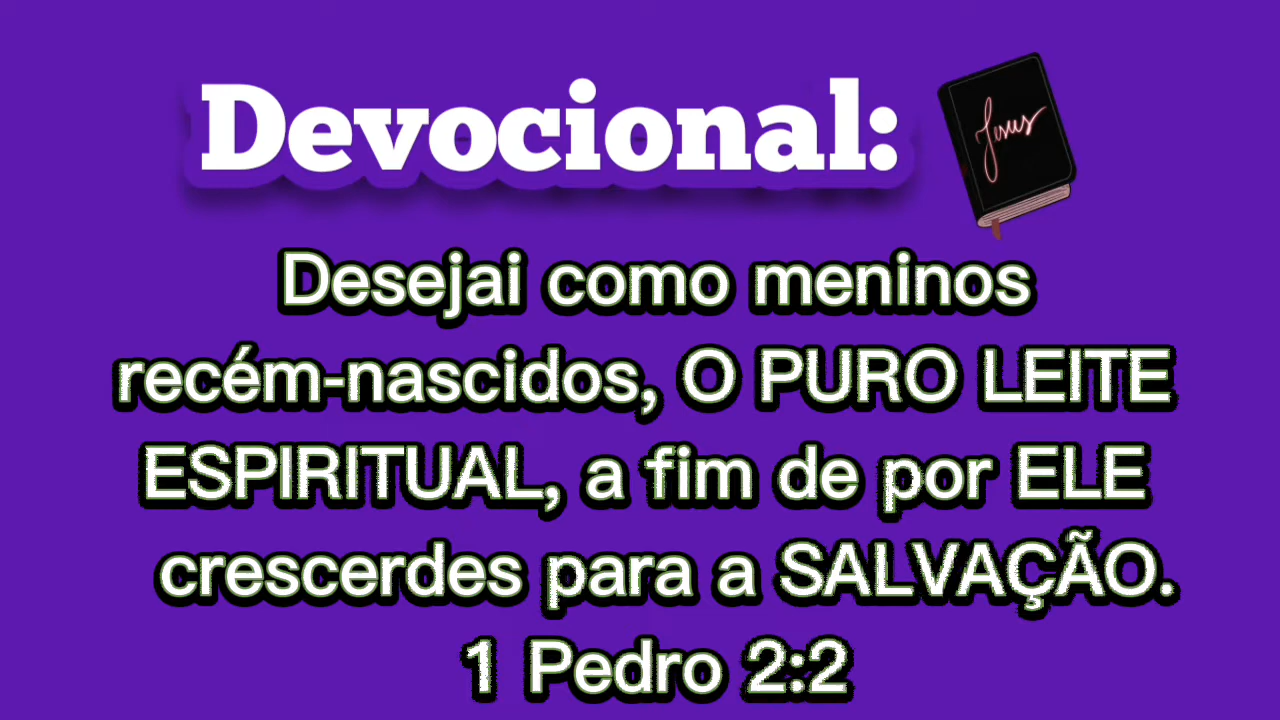 Devocional:
Jesus
Desejai como meninos
recém-nascidos, O PURO LEITE
ESPIRITUAL, a fim de por ELE
crescerdes para a SALVAÇÃO.
1 Pedro 2:2